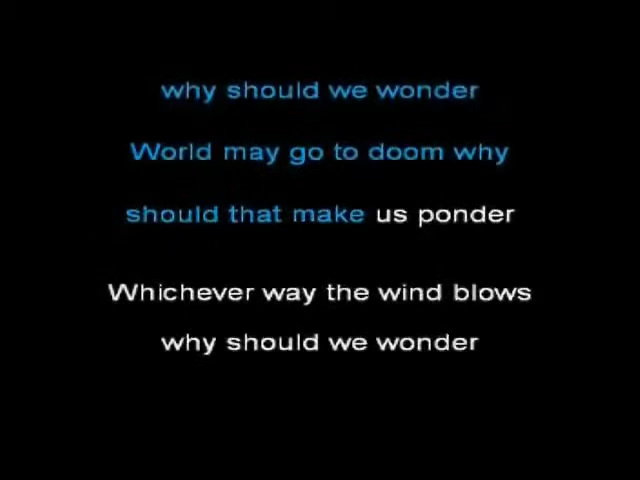 why should we wonder
World may go to doom why
should that make us ponder
Whichever way the wind blows
why should we wonder